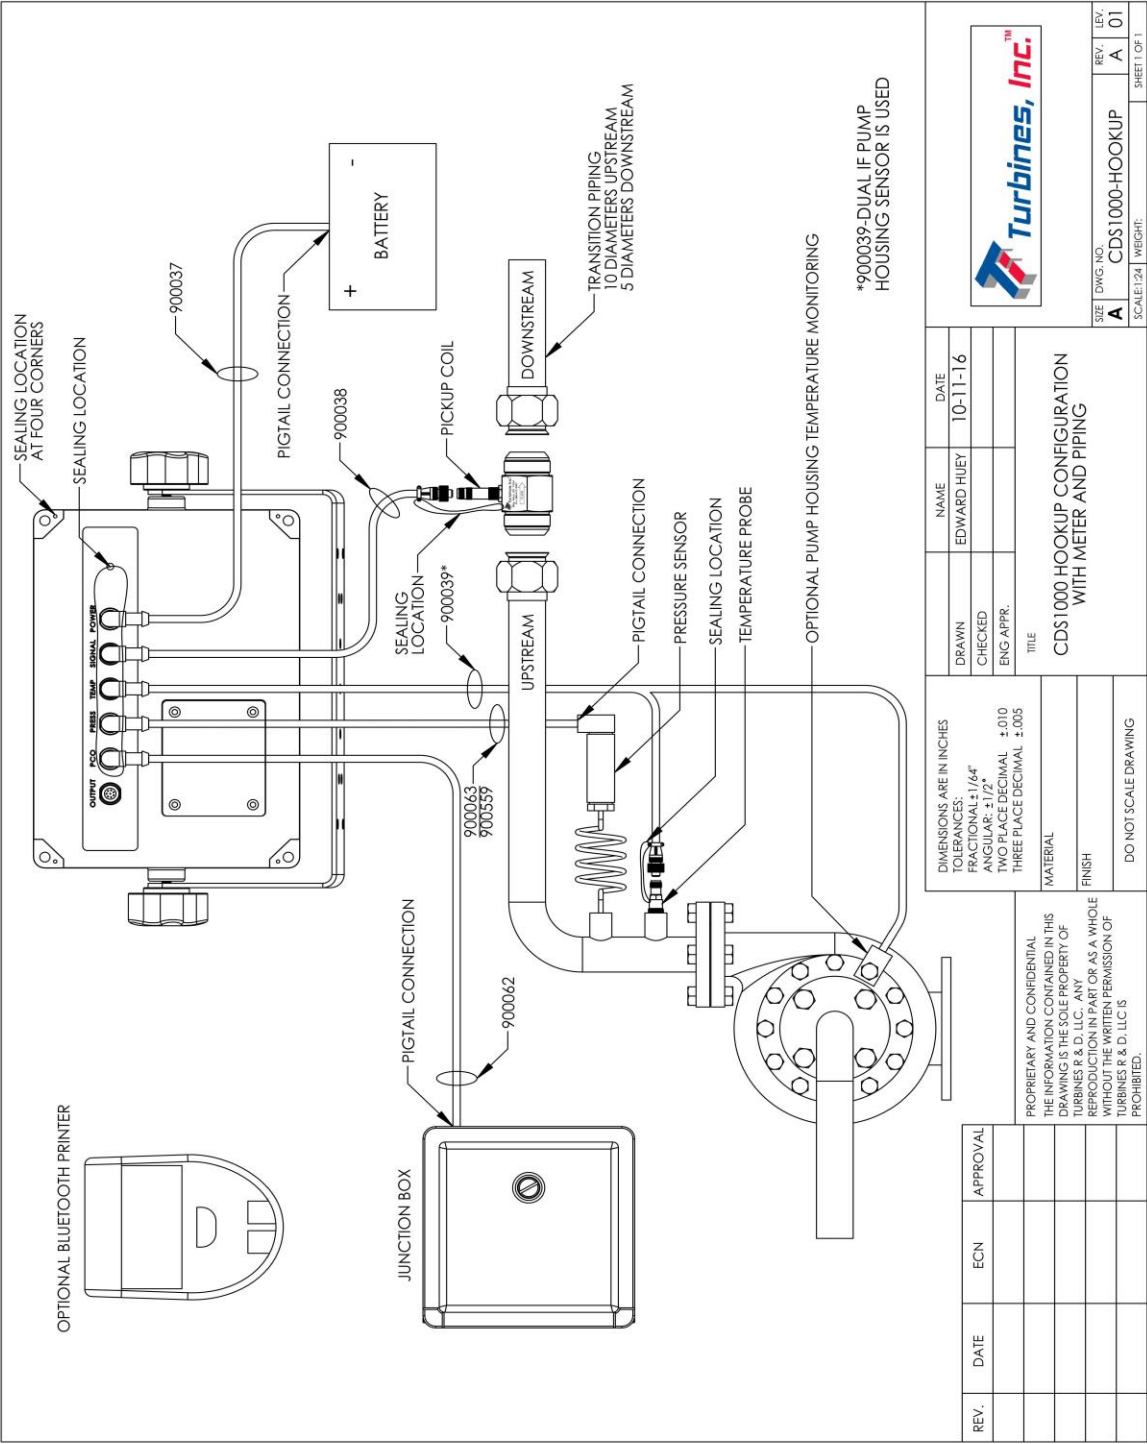 OPTIONAL BLUETOOTH PRINTER
SEALING LOCATION
AT FOUR CORNERS
SEALING LOCATION
OUTPUT
PCO
PRESS
TEMP
SIGNAL
POWER
900037
PIGTAIL CONNECTION
+
-
BATTERY
900038
PICKUP COIL
SEALING
LOCATION
900039*
900063
900559
UPSTREAM
DOWNSTREAM
TRANSITION PIPING
10 DIAMETERS UPSTREAM
5 DIAMETERS DOWNSTREAM
JUNCTION BOX
PIGTAIL CONNECTION
900062
PIGTAIL CONNECTION
PRESSURE SENSOR
SEALING LOCATION
TEMPERATURE PROBE
OPTIONAL PUMP HOUSING TEMPERATURE MONITORING
*900039-DUAL IF PUMP
HOUSING SENSOR IS USED
REV.
DATE
ECN
APPROVAL
PROPRIETARY AND CONFIDENTIAL
THE INFORMATION CONTAINED IN THIS
DRAWING IS THE SOLE PROPERTY OF
TURBINES R & D, LLC. ANY
REPRODUCTION IN PART OR AS A WHOLE
WITHOUT THE WRITTEN PERMISSION OF
TURBINES R & D, LLC IS
PROHIBITED.
DIMENSIONS ARE IN INCHES
TOLERANCES:
FRACTIONAL ±1/64"
ANGULAR: ±1/2°
TWO PLACE DECIMAL ±.010
THREE PLACE DECIMAL ±.005
MATERIAL
FINISH
DO NOT SCALE DRAWING
NAME
DATE
DRAWN
EDWARD HUEY
10-11-16
CHECKED
ENG APPR.
TITLE
CDS1000 HOOKUP CONFIGURATION
WITH METER AND PIPING
Turbines, Inc.™
SIZE
A
DWG. NO.
CDS1000-HOOKUP
REV.
A
LEV.
01
SCALE:1:24
WEIGHT:
SHEET 1 OF 1